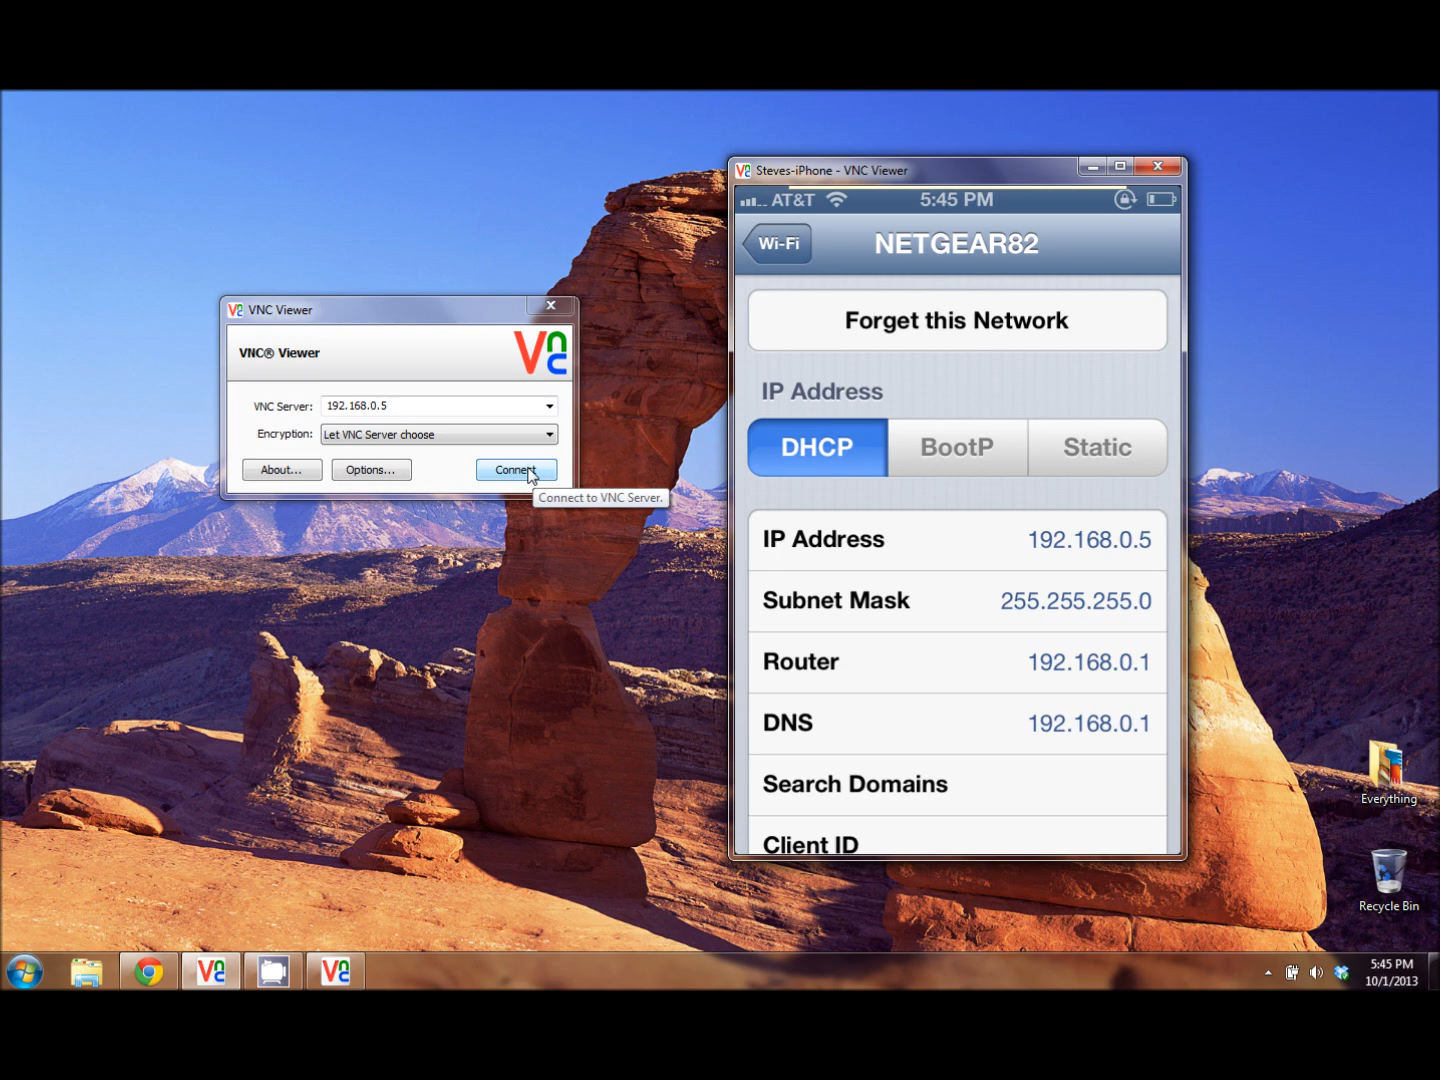 VNC Viewer
VNC® Viewer
VNC Server: 192.168.0.5
Encryption: Let VNC Server choose
About... Options... Connect
Connect to VNC Server.
Steves-iPhone - VNC Viewer
AT&T 5:45 PM
Wi-Fi NETGEAR82
Forget this Network
IP Address
DHCP BootP Static
IP Address 192.168.0.5
Subnet Mask 255.255.255.0
Router 192.168.0.1
DNS 192.168.0.1
Search Domains
Client ID
Everything
Recycle Bin
5:45 PM
10/1/2013